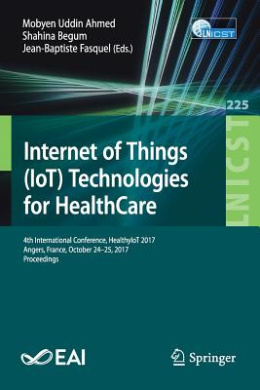 Mobyen Uddin Ahmed
Shahina Begum
Jean-Baptiste Fasquel (Eds.)
LNICST
225
Internet of Things
(IoT) Technologies
for HealthCare
LNICST
4th International Conference, HealthyIoT 2017
Angers, France, October 24–25, 2017
Proceedings
EAI
Springer